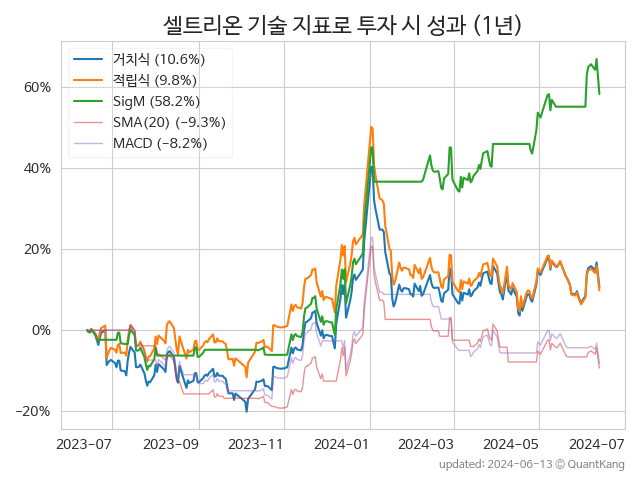 셀트리온 기술 지표로 투자 시 성과 (1년)
거치식 (10.6%)
적립식 (9.8%)
SigM (58.2%)
SMA(20) (−9.3%)
MACD (−8.2%)
60%
40%
20%
0%
−20%
2023-07 2023-09 2023-11 2024-01 2024-03 2024-05 2024-07
updated: 2024-06-13 © QuantKang